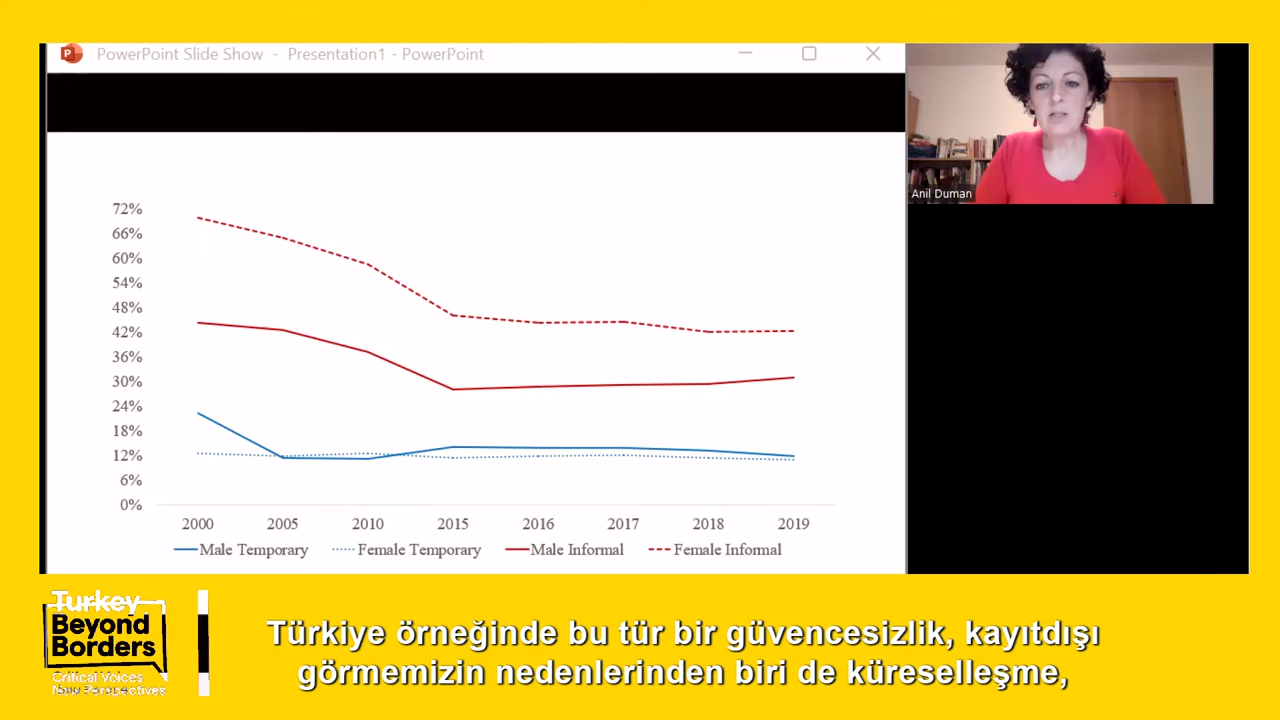 PowerPoint Slide Show - Presentation1 - PowerPoint
Anil Duman
72%
66%
60%
54%
48%
42%
36%
30%
24%
18%
12%
6%
0%
2000 2005 2010 2015 2016 2017 2018 2019
Male Temporary Female Temporary Male Informal Female Informal
Turkey
Beyond
Borders
Critical Voices
New Perspectives
Türkiye örneğinde bu tür bir güvencesizlik, kayıtdışı
görmemizin nedenlerinden biri de küreselleşme,